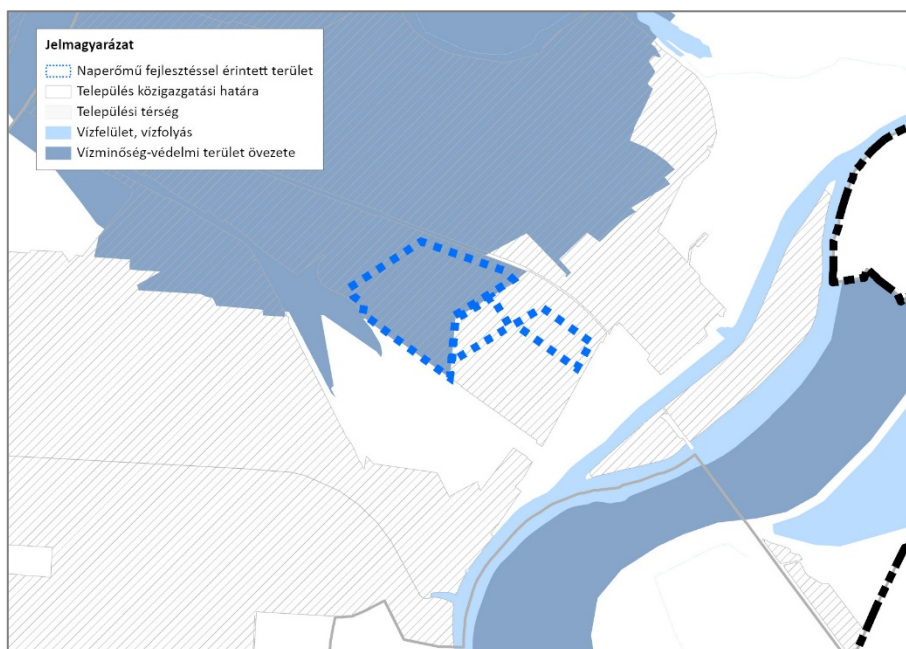 Jelmagyarázat
Naperőmű fejlesztéssel érintett terület
Település közigazgatási határa
Települési térség
Vízfelület, vízfolyás
Vízminőség-védelmi terület övezete